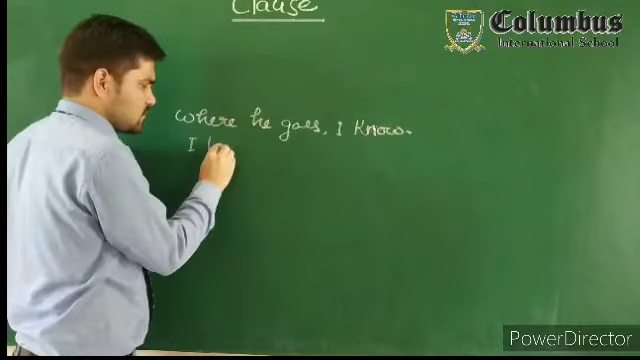 Clause
Columbus
International School
where he goes, I know.
I
PowerDirector